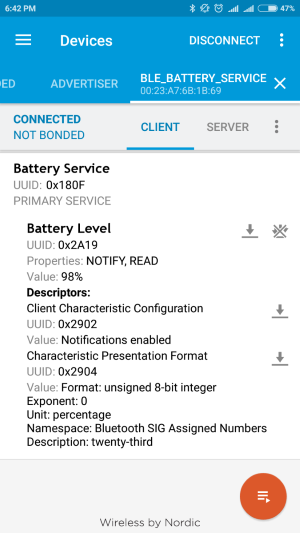 6:42 PM
47%
Devices
DISCONNECT
DED
ADVERTISER
BLE_BATTERY_SERVICE
00:23:A7:6B:1B:69
CONNECTED
NOT BONDED
CLIENT
SERVER
Battery Service
UUID: 0x180F
PRIMARY SERVICE
Battery Level
UUID: 0x2A19
Properties: NOTIFY, READ
Value: 98%
Descriptors:
Client Characteristic Configuration
UUID: 0x2902
Value: Notifications enabled
Characteristic Presentation Format
UUID: 0x2904
Value: Format: unsigned 8-bit integer
Exponent: 0
Unit: percentage
Namespace: Bluetooth SIG Assigned Numbers
Description: twenty-third
Wireless by Nordic